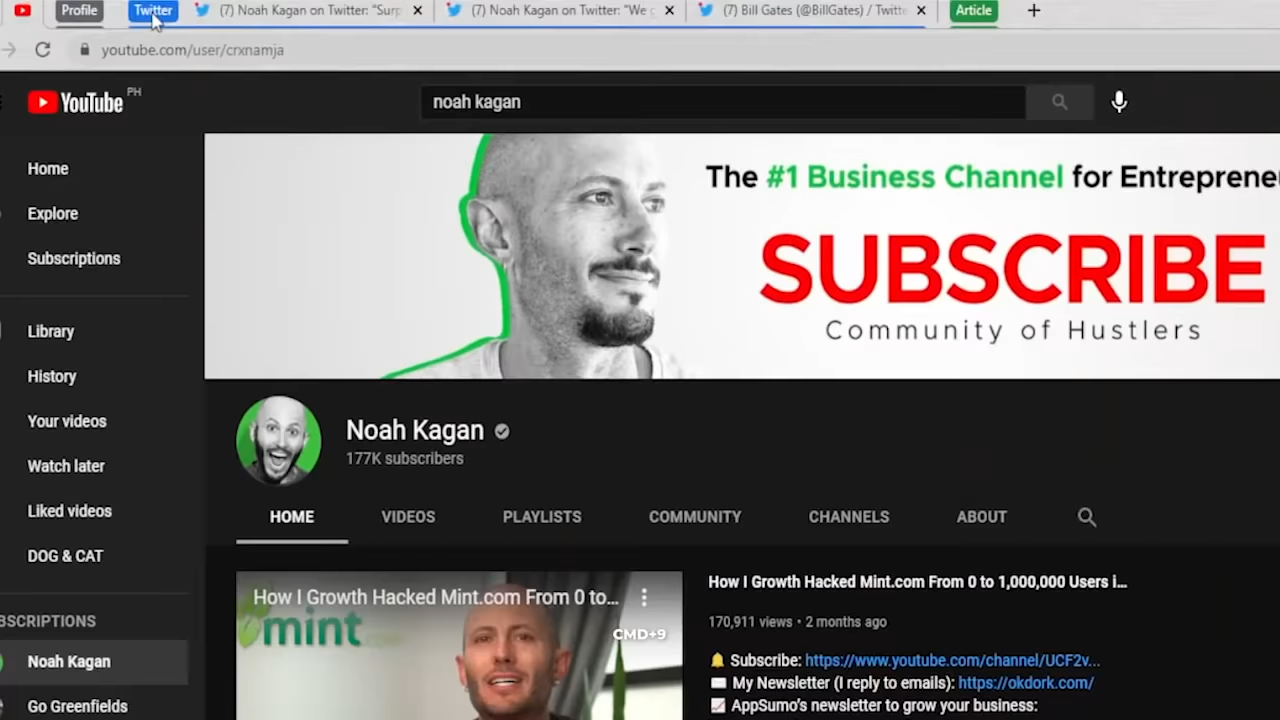 Profile
Twitter
(7) Noah Kagan on Twitter: "Surp
(7) Noah Kagan on Twitter: "We c
(7) Bill Gates (@BillGates) / Twitte
Article
youtube.com/user/crxnamja
YouTube PH
noah kagan
Home
Explore
Subscriptions
Library
History
Your videos
Watch later
Liked videos
DOG & CAT
BSCRIPTIONS
Noah Kagan
Go Greenfields
The #1 Business Channel for Entrepreneu
SUBSCRIBE
Community of Hustlers
Noah Kagan
177K subscribers
HOME
VIDEOS
PLAYLISTS
COMMUNITY
CHANNELS
ABOUT
How I Growth Hacked Mint.com From 0 to...
mint
CMD+9
How I Growth Hacked Mint.com From 0 to 1,000,000 Users i...
170,911 views • 2 months ago
🔔 Subscribe: https://www.youtube.com/channel/UCF2v...
✉️ My Newsletter (I reply to emails): https://okdork.com/
📈 AppSumo's newsletter to grow your business: